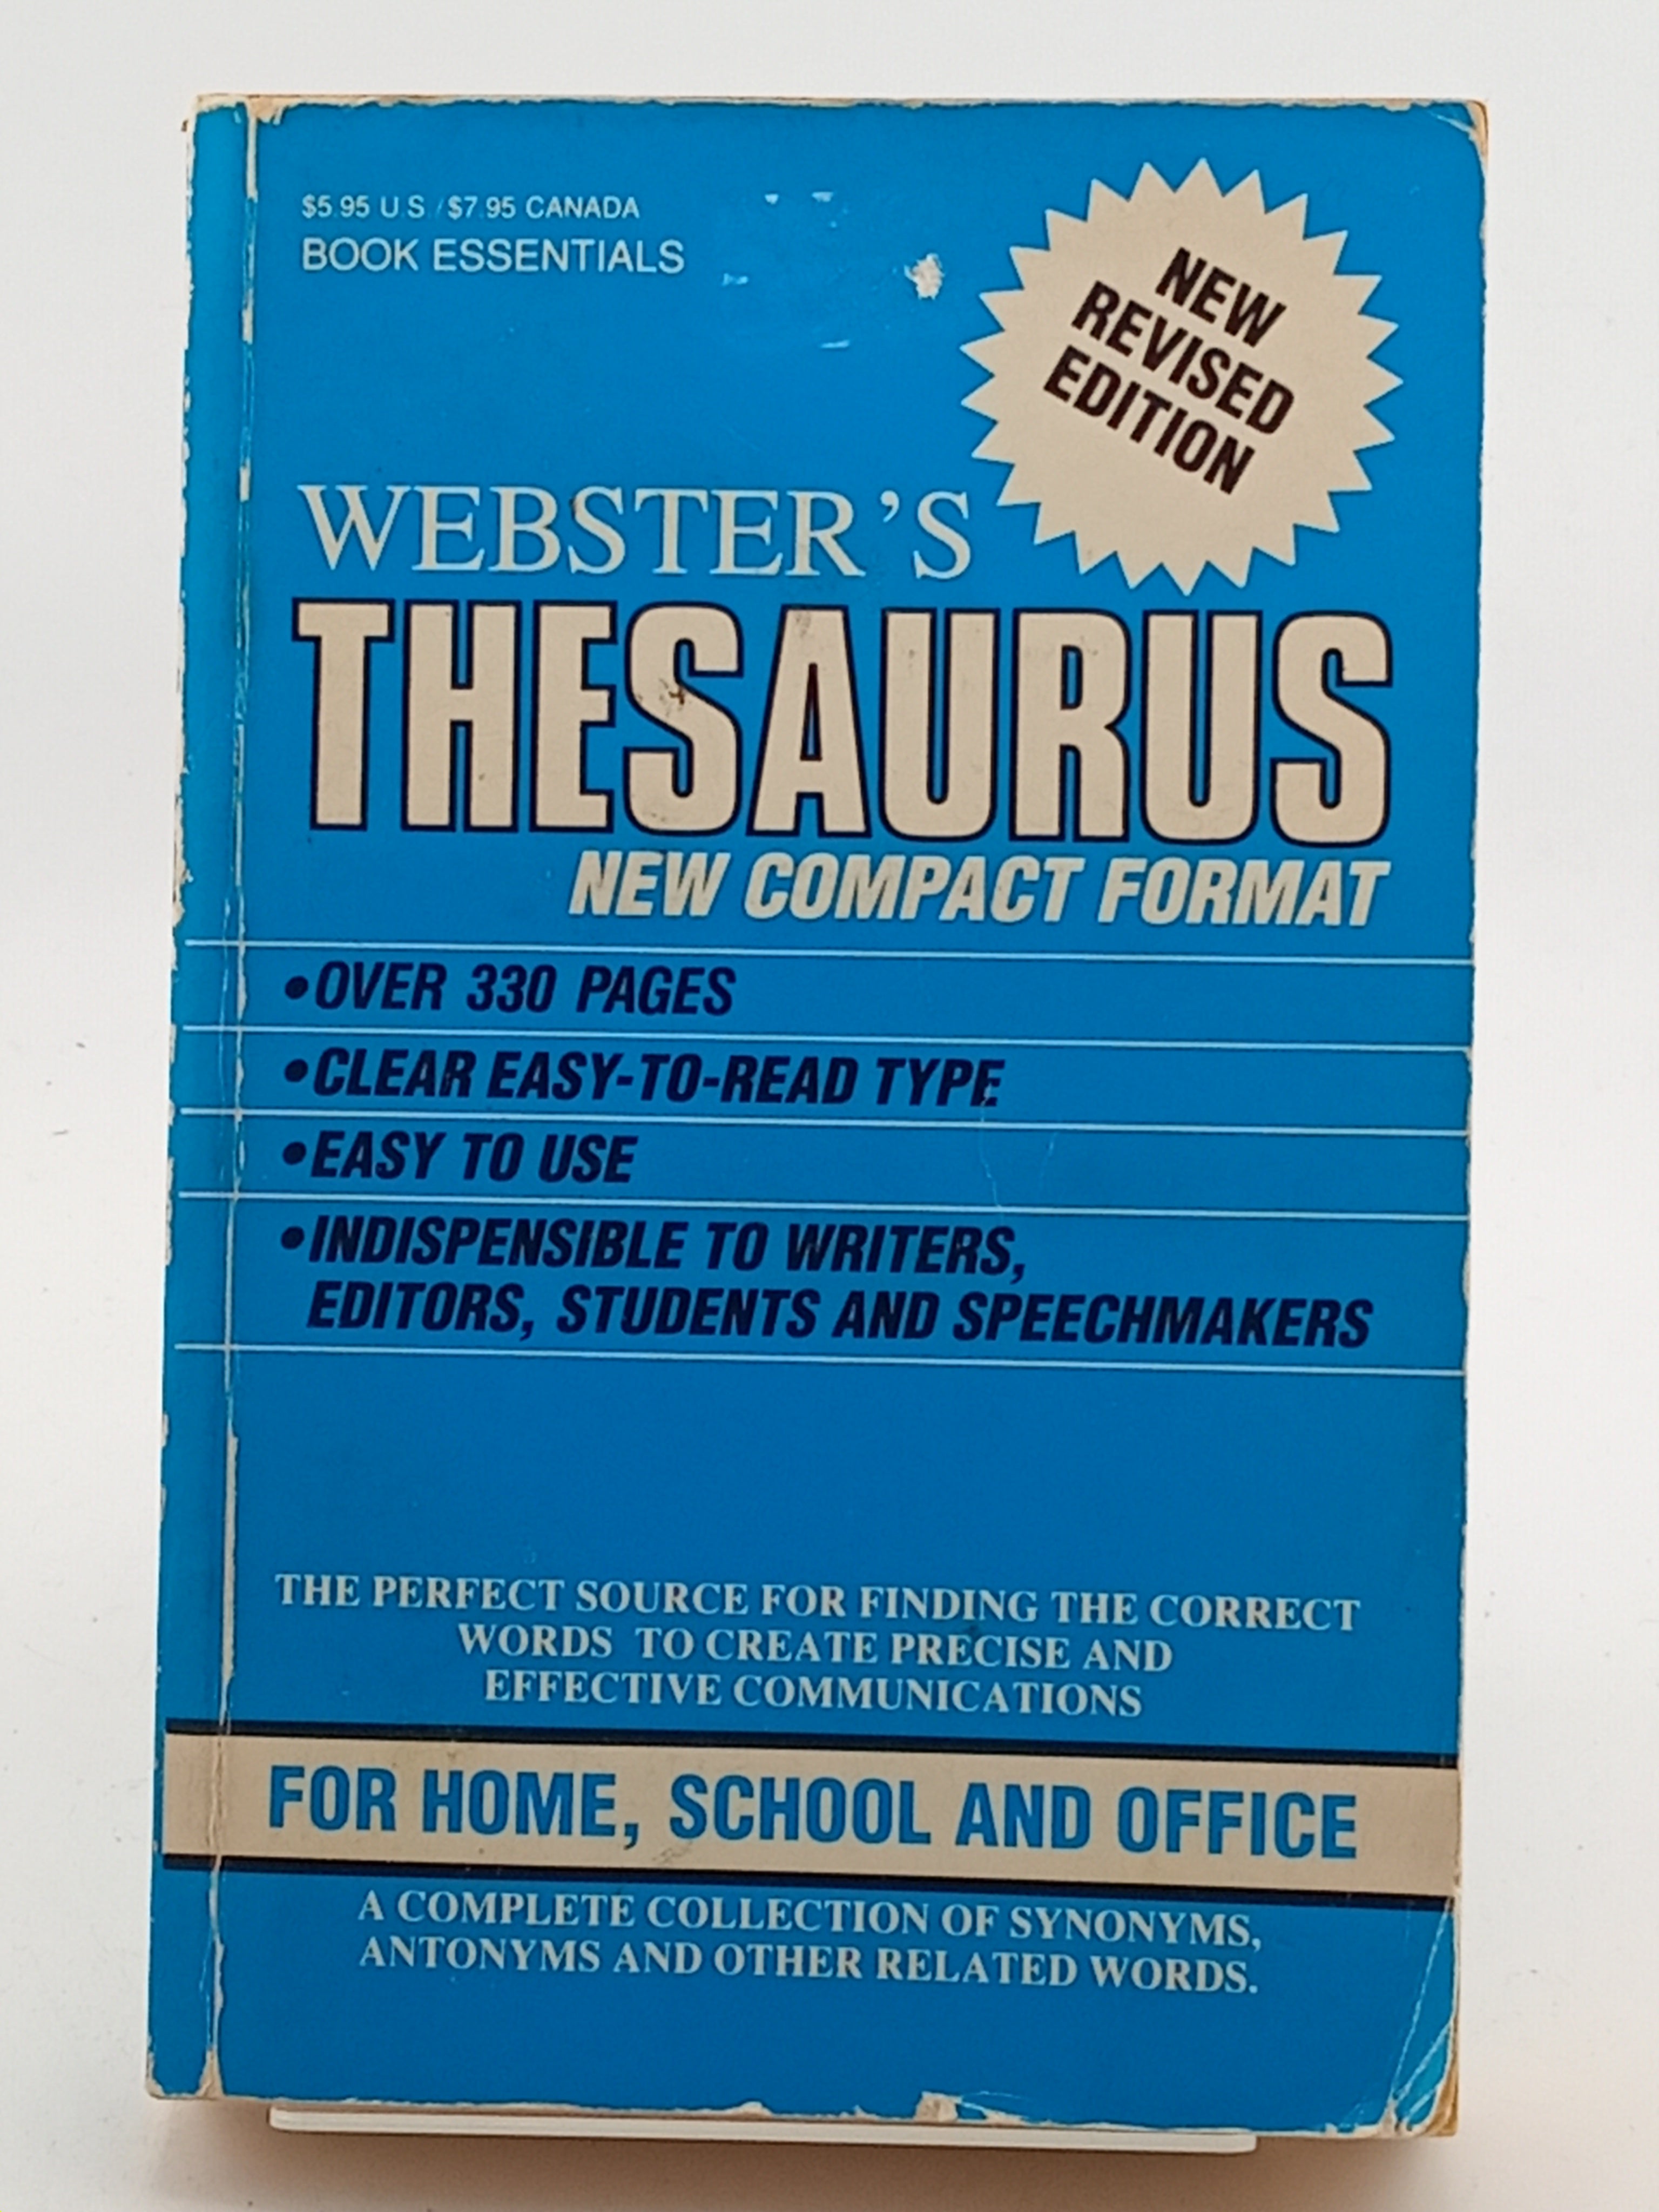 $5.95 U.S./$7.95 CANADA
BOOK ESSENTIALS
NEW
REVISED
EDITION
WEBSTER'S
THESAURUS
NEW COMPACT FORMAT
•OVER 330 PAGES
•CLEAR EASY-TO-READ TYPE
•EASY TO USE
•INDISPENSIBLE TO WRITERS,
EDITORS, STUDENTS AND SPEECHMAKERS
THE PERFECT SOURCE FOR FINDING THE CORRECT
WORDS TO CREATE PRECISE AND
EFFECTIVE COMMUNICATIONS
FOR HOME, SCHOOL AND OFFICE
A COMPLETE COLLECTION OF SYNONYMS,
ANTONYMS AND OTHER RELATED WORDS.